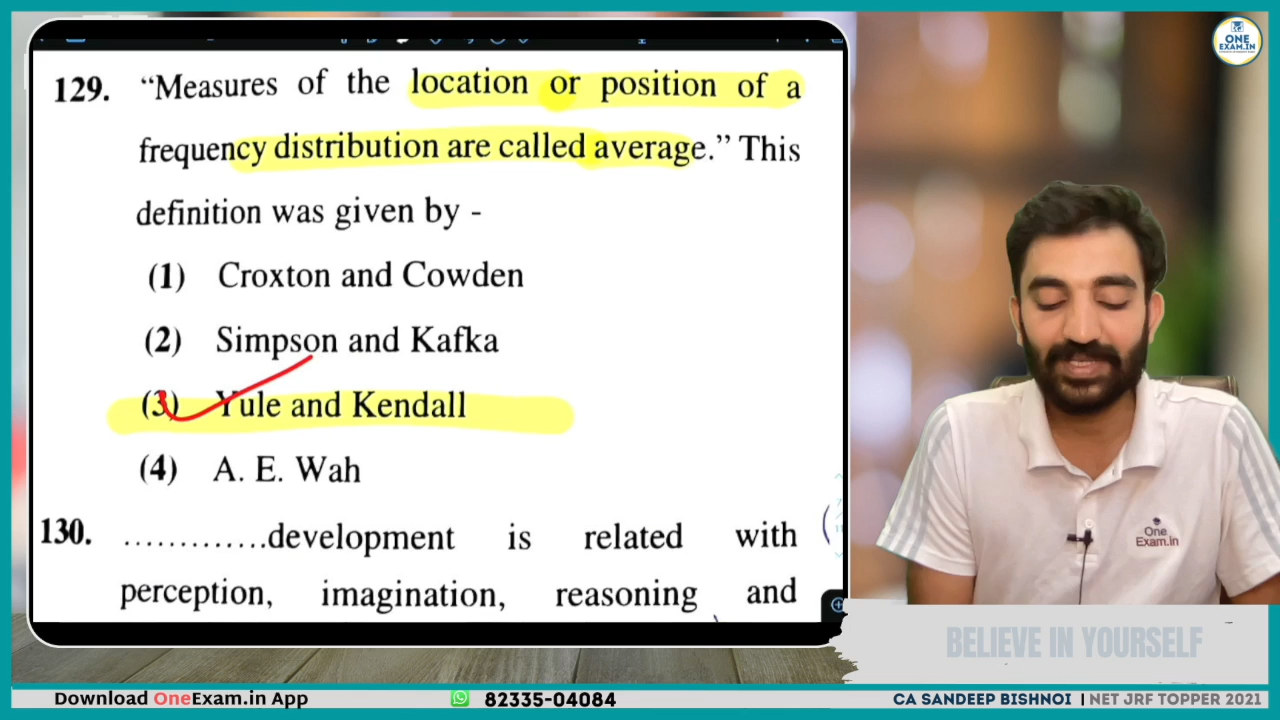 129. “Measures of the location or position of a
frequency distribution are called average.” This
definition was given by -
(1) Croxton and Cowden
(2) Simpson and Kafka
(3) Yule and Kendall
(4) A. E. Wah
130. .............development is related with
perception, imagination, reasoning and
ONE
EXAM.IN
One
Exam.in
BELIEVE IN YOURSELF
Download OneExam.in App
82335-04084
CA SANDEEP BISHNOI | NET JRF TOPPER 2021